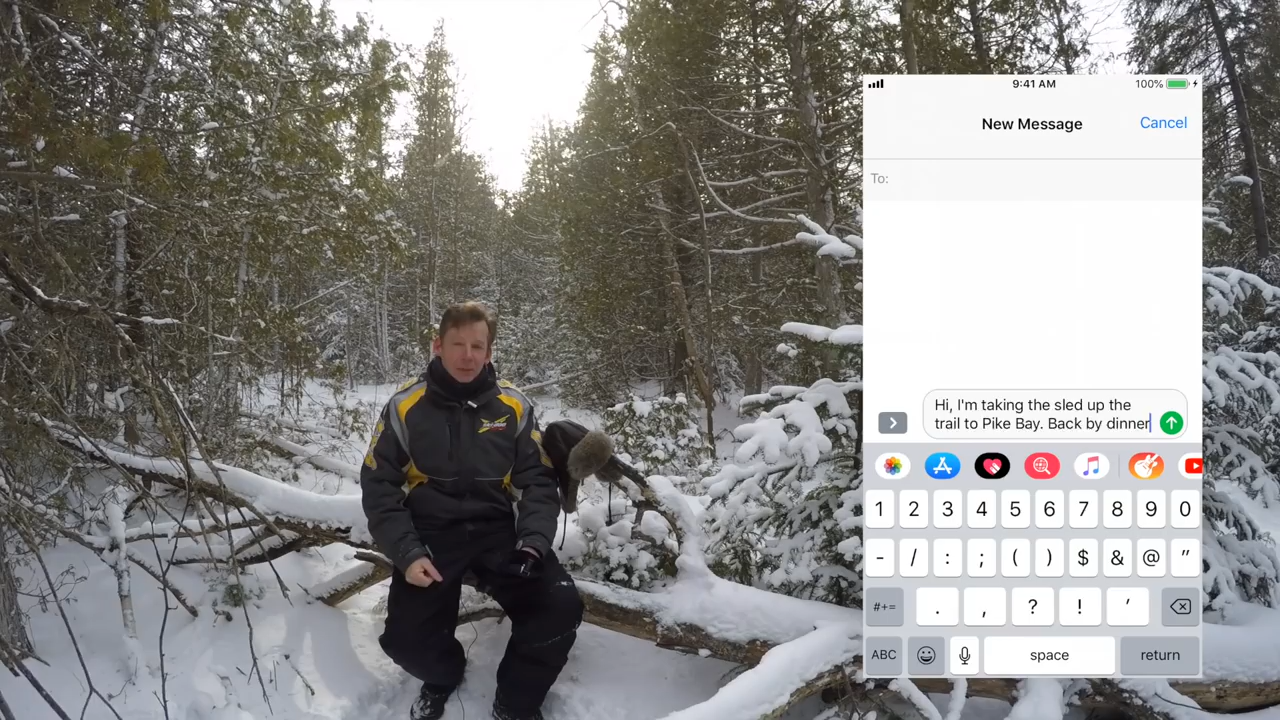 9:41 AM
100%
New Message
Cancel
To:
Hi, I'm taking the sled up the
trail to Pike Bay. Back by dinner
1 2 3 4 5 6 7 8 9 0
- / : ; ( ) $ & @ "
#+= . , ? ! '
ABC space return